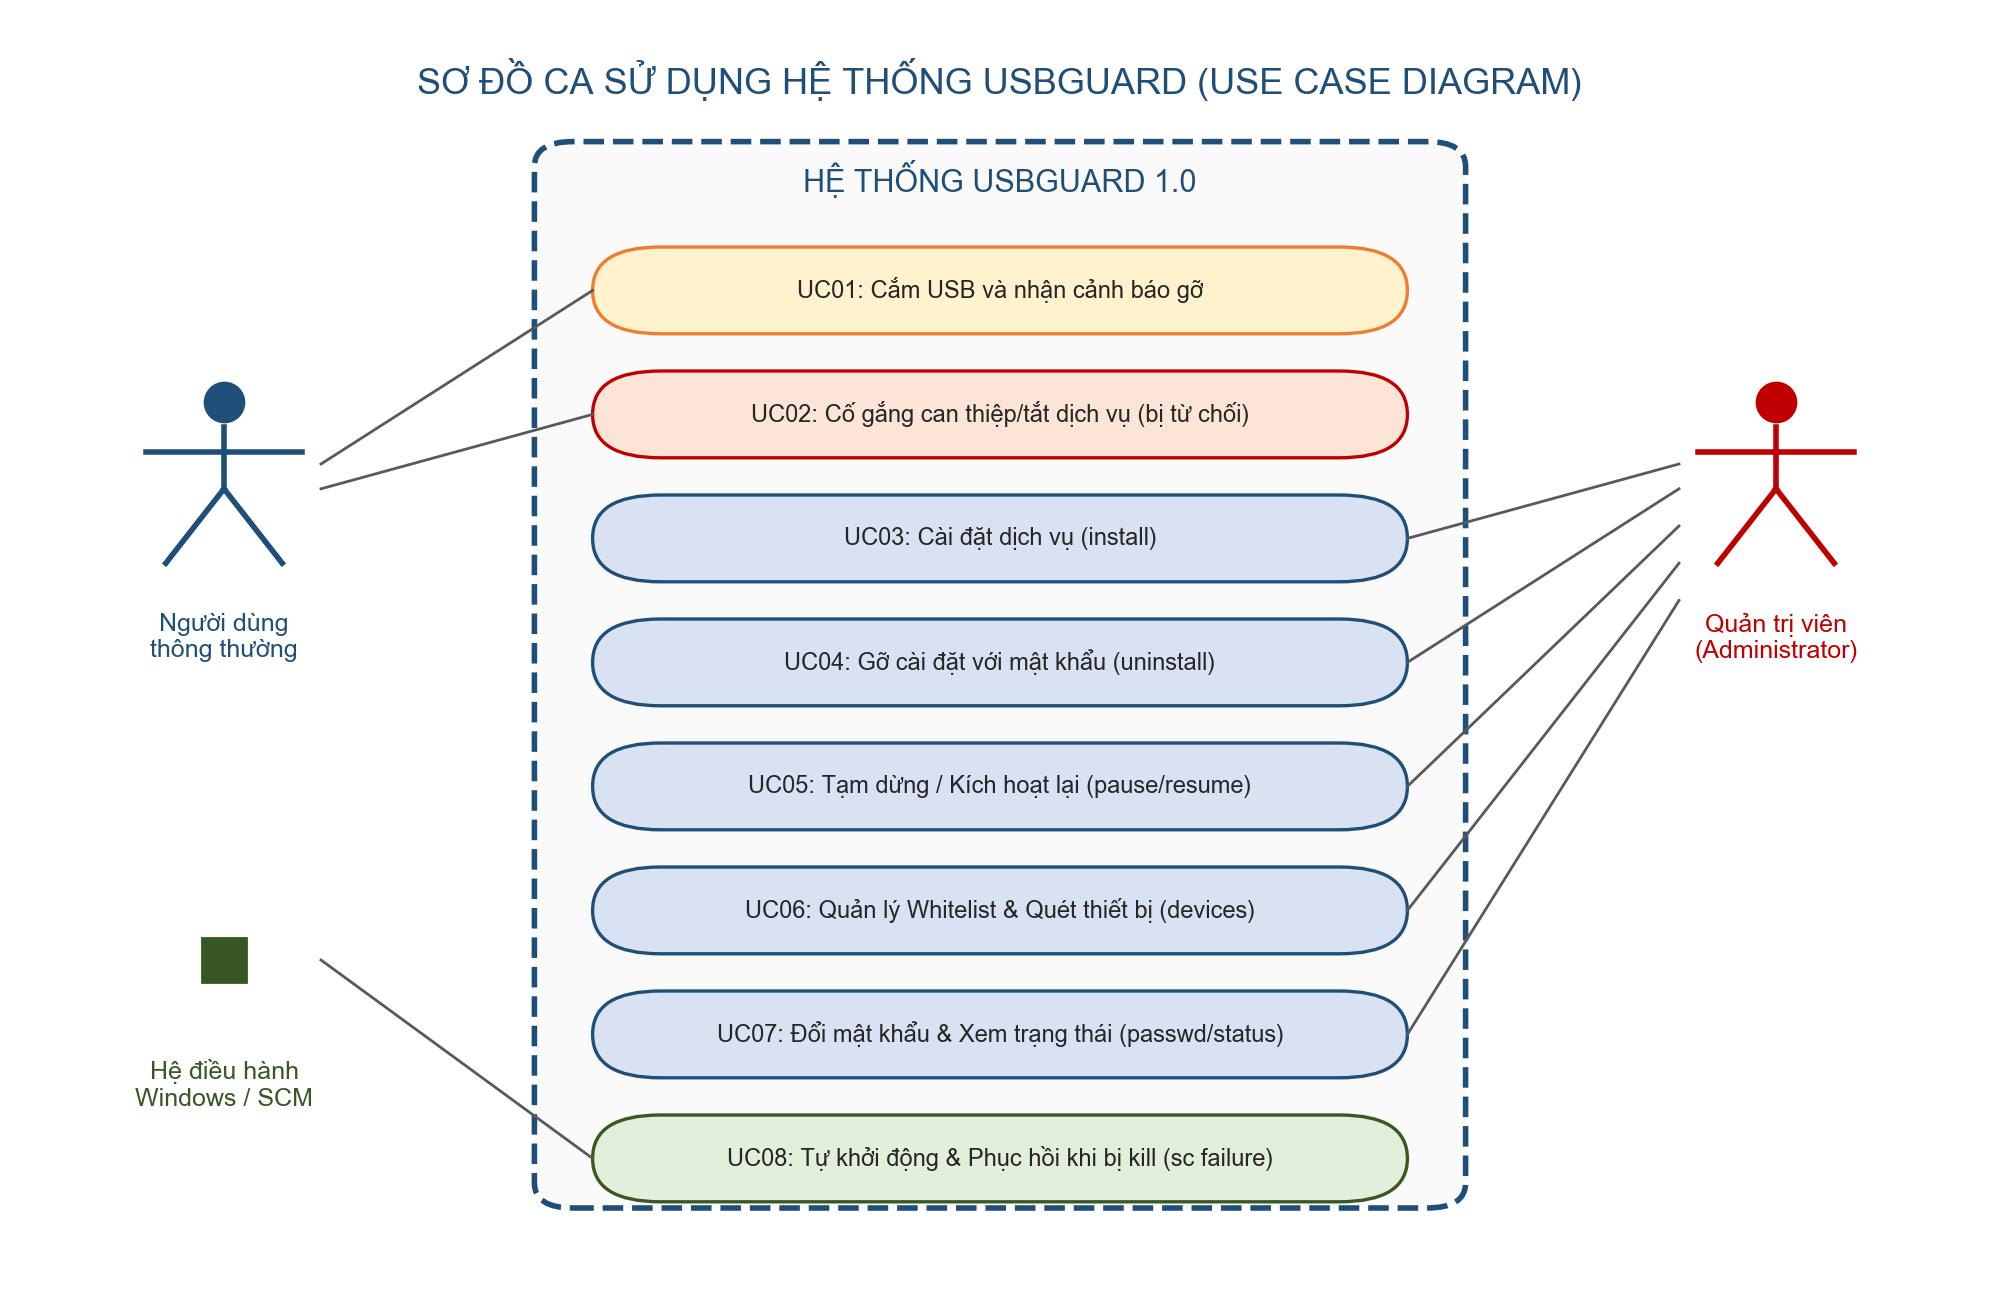 SƠ ĐỒ CA SỬ DỤNG HỆ THỐNG USBGUARD (USE CASE DIAGRAM)
HỆ THỐNG USBGUARD 1.0
UC01: Cắm USB và nhận cảnh báo gỡ
UC02: Cố gắng can thiệp/tắt dịch vụ (bị từ chối)
UC03: Cài đặt dịch vụ (install)
UC04: Gỡ cài đặt với mật khẩu (uninstall)
UC05: Tạm dừng / Kích hoạt lại (pause/resume)
UC06: Quản lý Whitelist & Quét thiết bị (devices)
UC07: Đổi mật khẩu & Xem trạng thái (passwd/status)
UC08: Tự khởi động & Phục hồi khi bị kill (sc failure)
Người dùng
thông thường
Hệ điều hành
Windows / SCM
Quản trị viên
(Administrator)